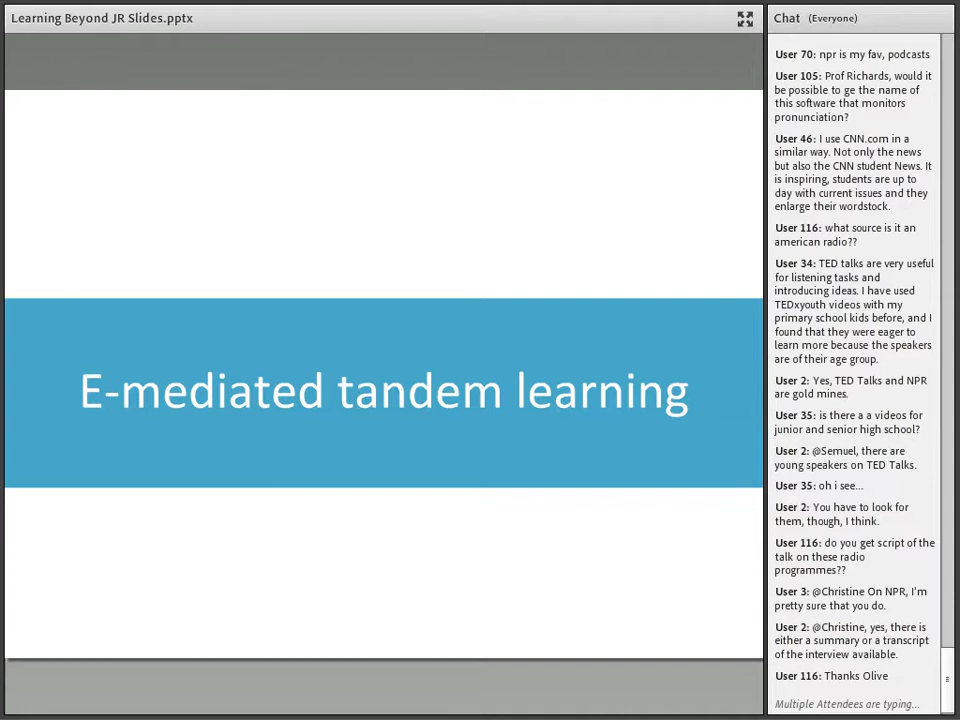 Learning Beyond JR Slides.pptx
E-mediated tandem learning
Chat (Everyone)
User 70: npr is my fav, podcasts
User 105: Prof Richards, would it
be possible to ge the name of
this software that monitors
pronunciation?
User 46: I use CNN.com in a
similar way. Not only the news
but also the CNN student News. It
is inspiring, students are up to
day with current issues and they
enlarge their wordstock.
User 116: what source is it an
american radio??
User 34: TED talks are very useful
for listening tasks and
introducing ideas. I have used
TEDxyouth videos with my
primary school kids before, and I
found that they were eager to
learn more because the speakers
are of their age group.
User 2: Yes, TED Talks and NPR
are gold mines.
User 35: is there a a videos for
junior and senior high school?
User 2: @Semuel, there are
young speakers on TED Talks.
User 35: oh i see...
User 2: You have to look for
them, though, I think.
User 116: do you get script of the
talk on these radio
programmes??
User 3: @Christine On NPR, I'm
pretty sure that you do.
User 2: @Christine, yes, there is
either a summary or a transcript
of the interview available.
User 116: Thanks Olive
Multiple Attendees are typing...